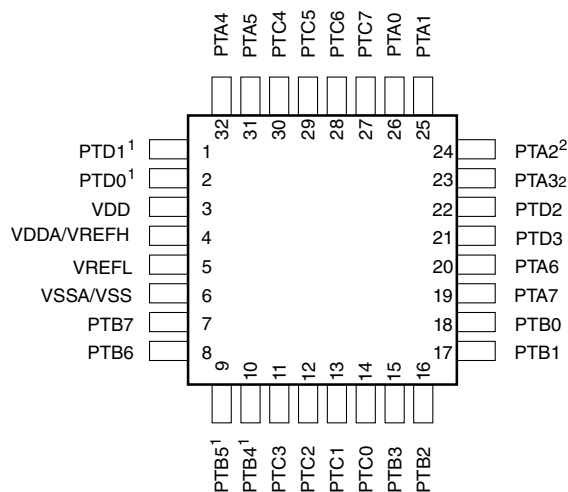 PTA4 PTA5 PTC4 PTC5 PTC6 PTC7 PTA0 PTA1
32 31 30 29 28 27 26 25
PTD1¹ 1 24 PTA2²
PTD0¹ 2 23 PTA32
VDD 3 22 PTD2
VDDA/VREFH 4 21 PTD3
VREFL 5 20 PTA6
VSSA/VSS 6 19 PTA7
PTB7 7 18 PTB0
PTB6 8 17 PTB1
9 10 11 12 13 14 15 16
PTB5¹ PTB4¹ PTC3 PTC2 PTC1 PTC0 PTB3 PTB2